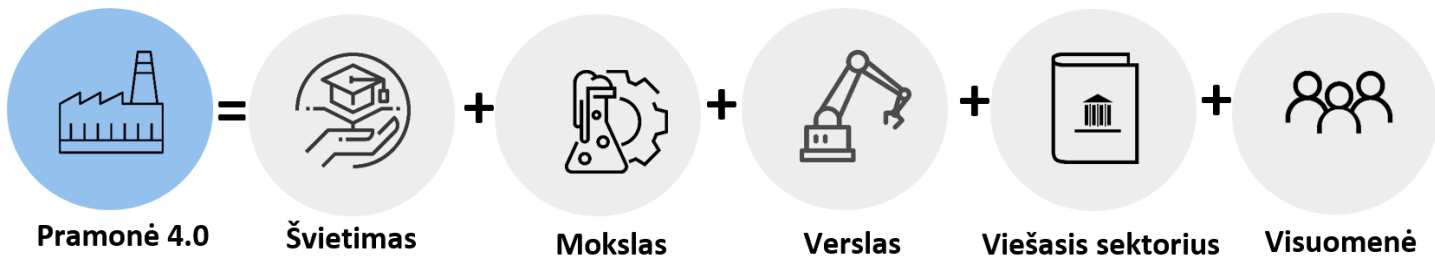 = + + + +
Pramonė 4.0 Švietimas Mokslas Verslas Viešasis sektorius Visuomenė